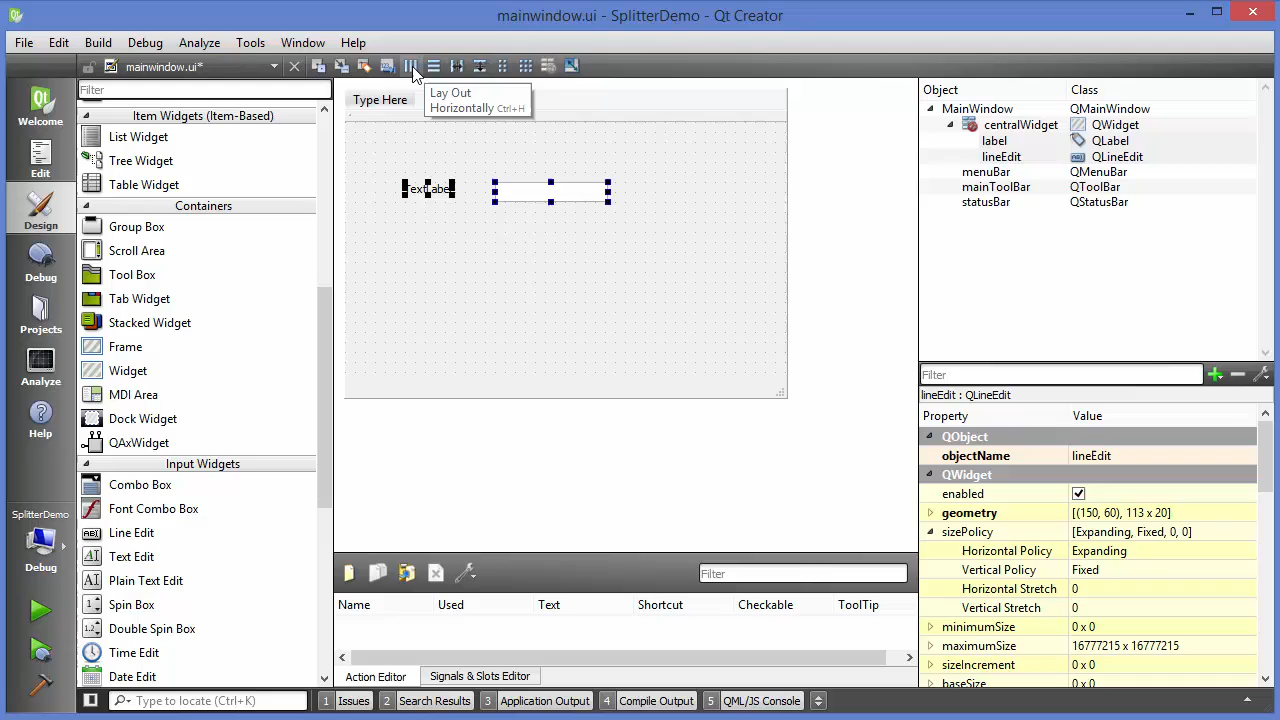 mainwindow.ui - SplitterDemo - Qt Creator
File Edit Build Debug Analyze Tools Window Help
mainwindow.ui*
Lay Out
Horizontally Ctrl+H
Welcome
Edit
Design
Debug
Projects
Analyze
Help
SplitterDemo
Debug
Filter
Item Widgets (Item-Based)
List Widget
Tree Widget
Table Widget
Containers
Group Box
Scroll Area
Tool Box
Tab Widget
Stacked Widget
Frame
Widget
MDI Area
Dock Widget
QAxWidget
Input Widgets
Combo Box
Font Combo Box
Line Edit
Text Edit
Plain Text Edit
Spin Box
Double Spin Box
Time Edit
Date Edit
Type Here
TextLabel
Filter
Name Used Text Shortcut Checkable ToolTip
Action Editor Signals & Slots Editor
Object Class
MainWindow QMainWindow
centralWidget QWidget
label QLabel
lineEdit QLineEdit
menuBar QMenuBar
mainToolBar QToolBar
statusBar QStatusBar
Filter
lineEdit : QLineEdit
Property Value
QObject
objectName lineEdit
QWidget
enabled
geometry [(150, 60), 113 x 20]
sizePolicy [Expanding, Fixed, 0, 0]
Horizontal Policy Expanding
Vertical Policy Fixed
Horizontal Stretch 0
Vertical Stretch 0
minimumSize 0 x 0
maximumSize 16777215 x 16777215
sizeIncrement 0 x 0
baseSize 0 x 0
Type to locate (Ctrl+K) 1 Issues 2 Search Results 3 Application Output 4 Compile Output 5 QML/JS Console